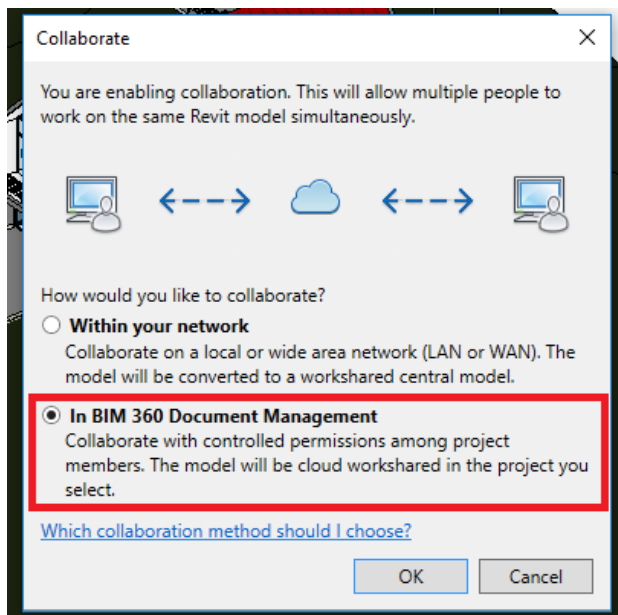 Collaborate
You are enabling collaboration. This will allow multiple people to
work on the same Revit model simultaneously.
How would you like to collaborate?
Within your network
Collaborate on a local or wide area network (LAN or WAN). The
model will be converted to a workshared central model.
In BIM 360 Document Management
Collaborate with controlled permissions among project
members. The model will be cloud workshared in the project you
select.
Which collaboration method should I choose?
OK Cancel